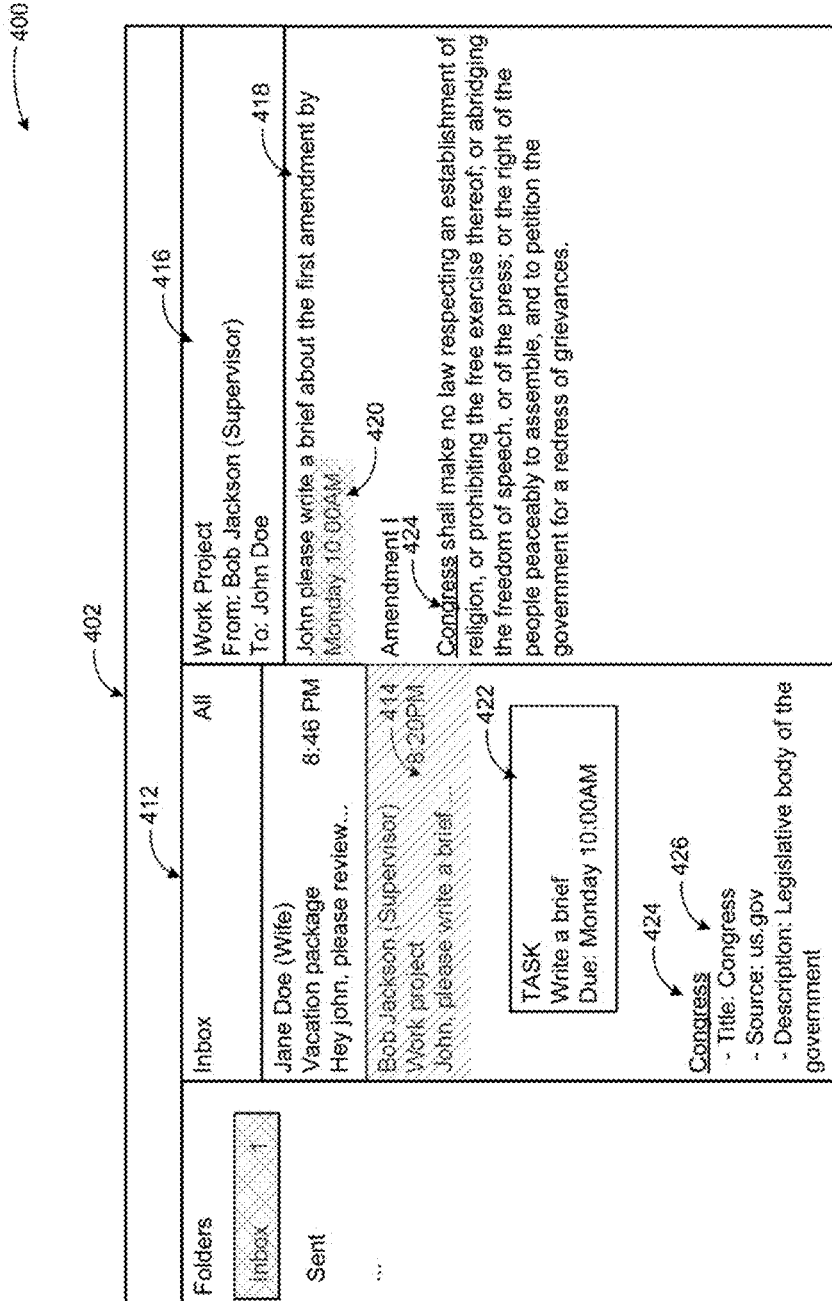 400
402
412
Folders
Inbox 1
Sent
...
Inbox All
Jane Doe (Wife)
Vacation package 8:46 PM
Hey john, please review...
Bob Jackson (Supervisor) 414
Work project 8:20PM
John, please write a brief...
422
TASK
Write a brief
Due: Monday 10:00AM
424
426
Congress
- Title: Congress
- Source: us.gov
- Description: Legislative body of the
government
416
Work Project
From: Bob Jackson (Supervisor)
To: John Doe
418
John please write a brief about the first amendment by
Monday 10:00AM.
420
Amendment I
424
Congress shall make no law respecting an establishment of
religion, or prohibiting the free exercise thereof; or abridging
the freedom of speech, or of the press; or the right of the
people peaceably to assemble, and to petition the
government for a redress of grievances.